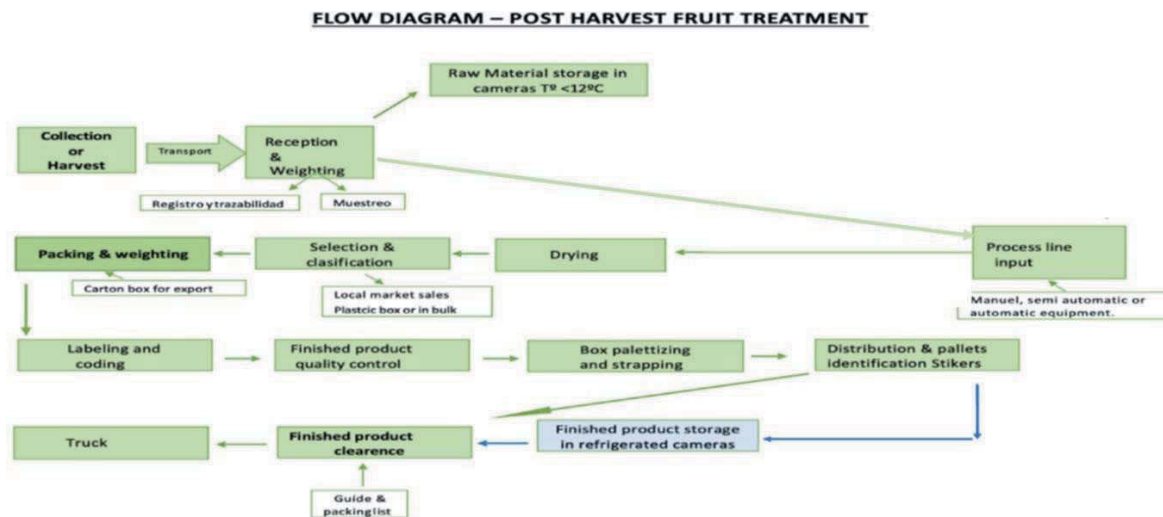 FLOW DIAGRAM – POST HARVEST FRUIT TREATMENT
Raw Material storage in
cameras Tº <12ºC
Collection
or
Harvest
Transport
Reception
&
Weighting
Registro y trazabilidad
Muestreo
Packing & weighting
Selection &
clasification
Drying
Process line
input
Carton box for export
Local market sales
Plastcic box or in bulk
Manuel, semi automatic or
automatic equipment.
Labeling and
coding
Finished product
quality control
Box palettizing
and strapping
Distribution & pallets
identification Stikers
Truck
Finished product
clearence
Finished product storage
in refrigerated cameras
Guide &
packing list